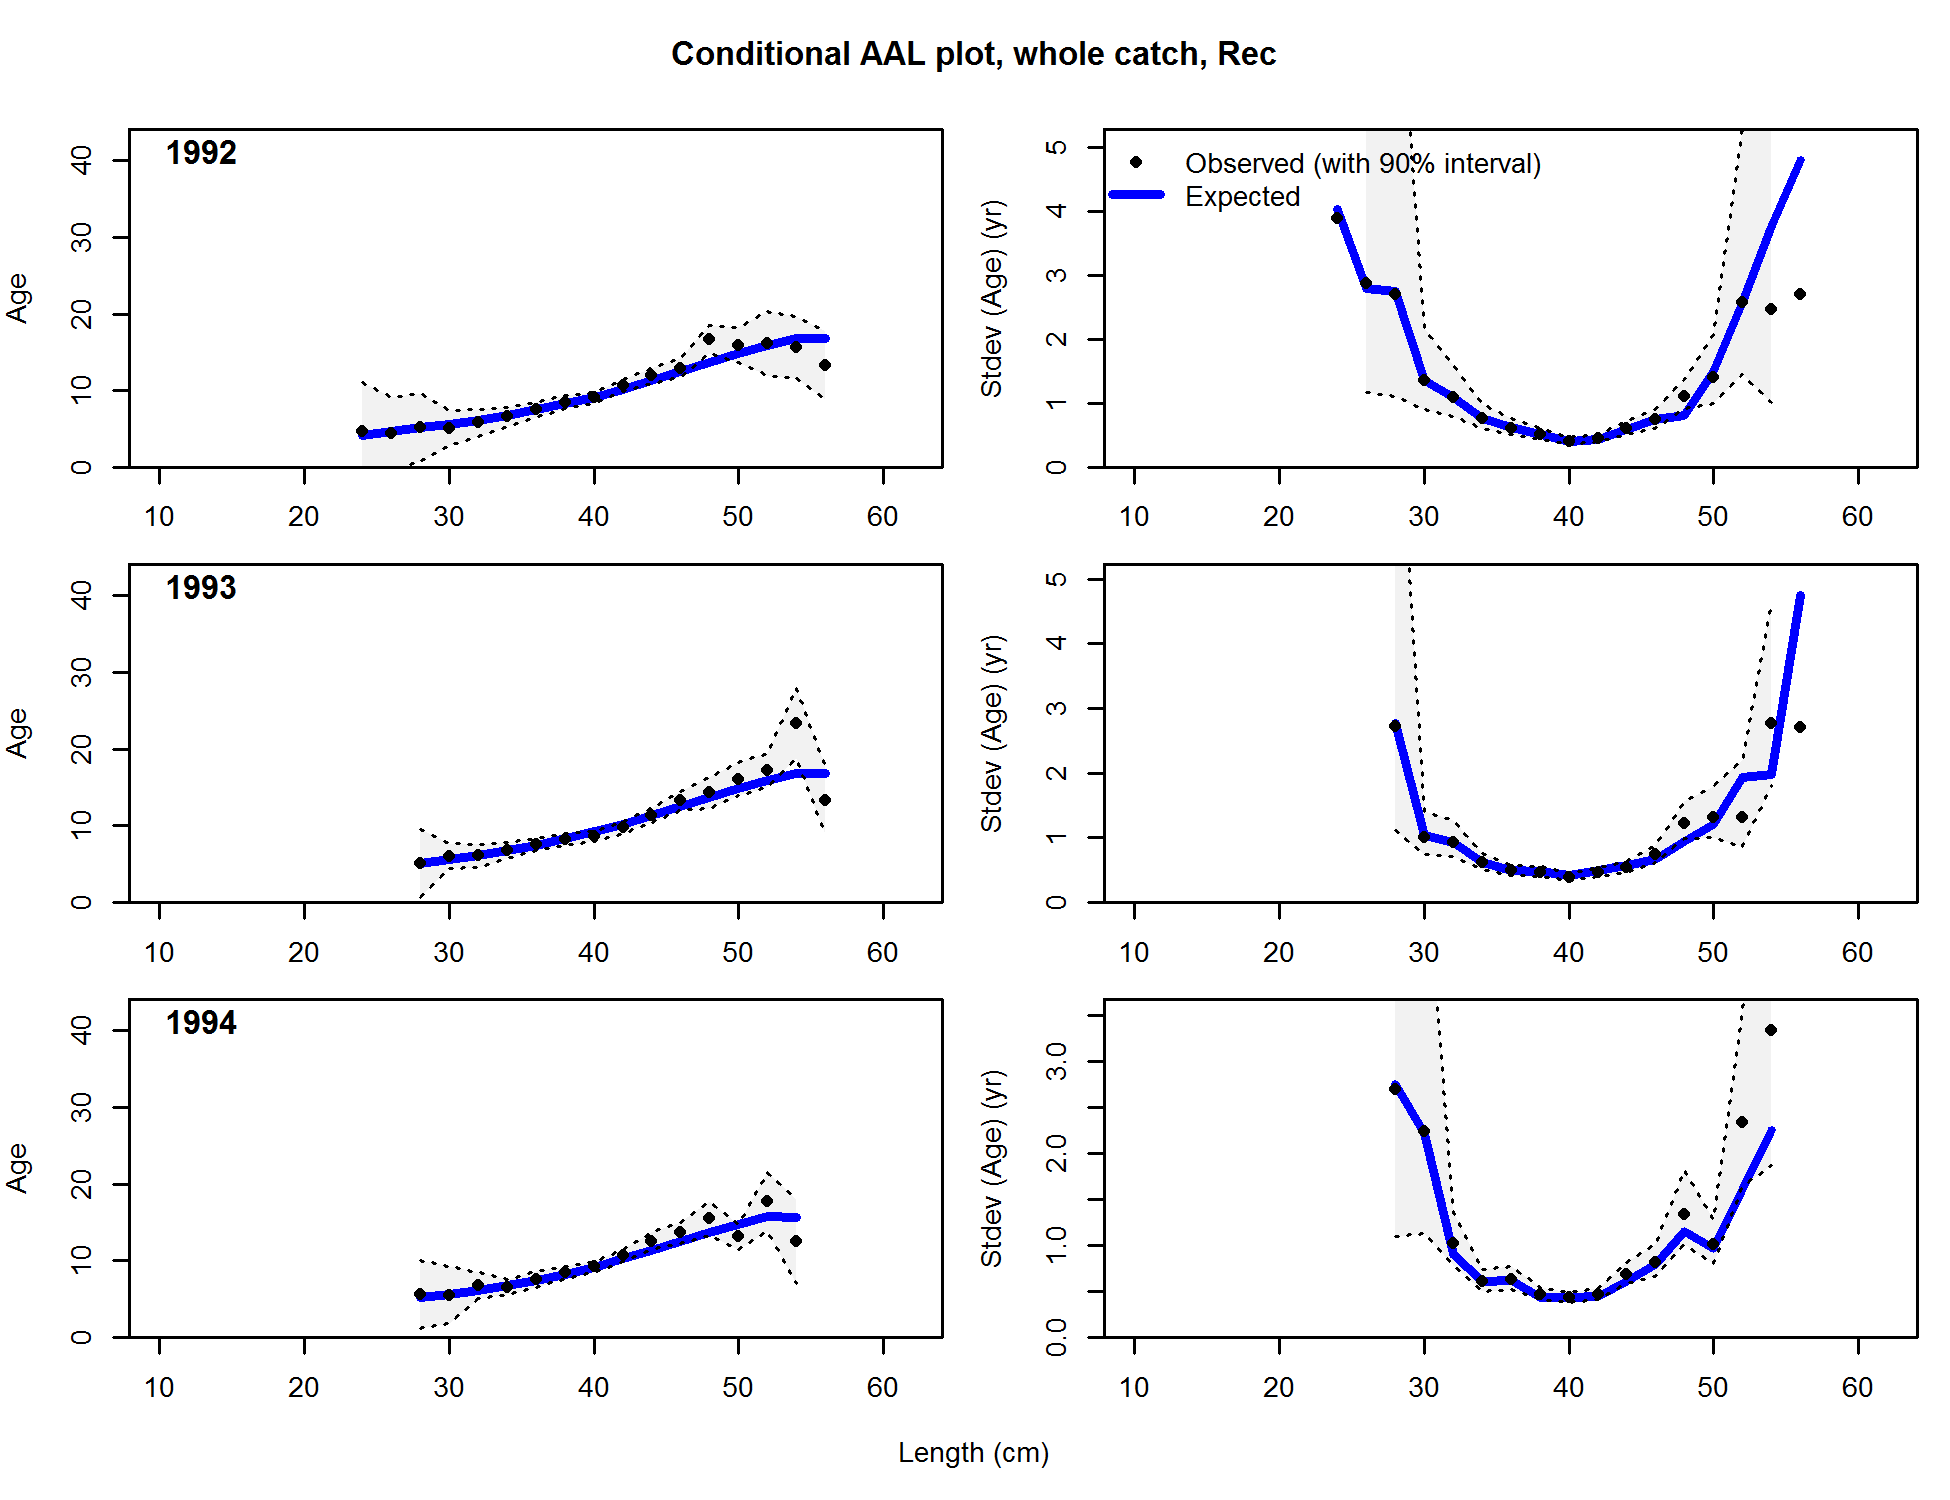 Conditional AAL plot, whole catch, Rec
1992
Age
0 10 20 30 40
10 20 30 40 50 60
Observed (with 90% interval)
Expected
Stdev (Age) (yr)
0 1 2 3 4 5
10 20 30 40 50 60
1993
Age
0 10 20 30 40
10 20 30 40 50 60
Stdev (Age) (yr)
0 1 2 3 4 5
10 20 30 40 50 60
1994
Age
0 10 20 30 40
10 20 30 40 50 60
Stdev (Age) (yr)
0.0 1.0 2.0 3.0
10 20 30 40 50 60
Length (cm)